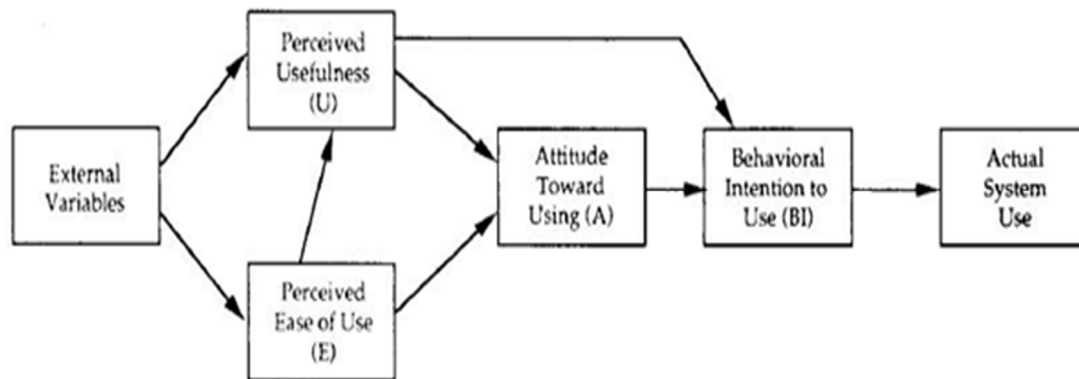 External
Variables
Perceived
Usefulness
(U)
Perceived
Ease of Use
(E)
Attitude
Toward
Using (A)
Behavioral
Intention to
Use (BI)
Actual
System
Use